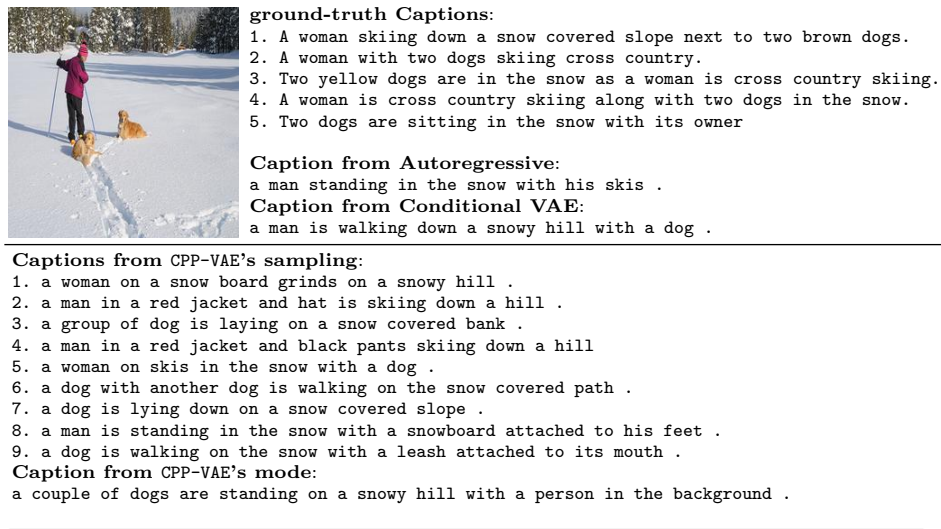 ground-truth Captions:
1. A woman skiing down a snow covered slope next to two brown dogs.
2. A woman with two dogs skiing cross country.
3. Two yellow dogs are in the snow as a woman is cross country skiing.
4. A woman is cross country skiing along with two dogs in the snow.
5. Two dogs are sitting in the snow with its owner
Caption from Autoregressive:
a man standing in the snow with his skis .
Caption from Conditional VAE:
a man is walking down a snowy hill with a dog .
Captions from CPP-VAE's sampling:
1. a woman on a snow board grinds on a snowy hill .
2. a man in a red jacket and hat is skiing down a hill .
3. a group of dog is laying on a snow covered bank .
4. a man in a red jacket and black pants skiing down a hill
5. a woman on skis in the snow with a dog .
6. a dog with another dog is walking on the snow covered path .
7. a dog is lying down on a snow covered slope .
8. a man is standing in the snow with a snowboard attached to his feet .
9. a dog is walking on the snow with a leash attached to its mouth .
Caption from CPP-VAE's mode:
a couple of dogs are standing on a snowy hill with a person in the background .